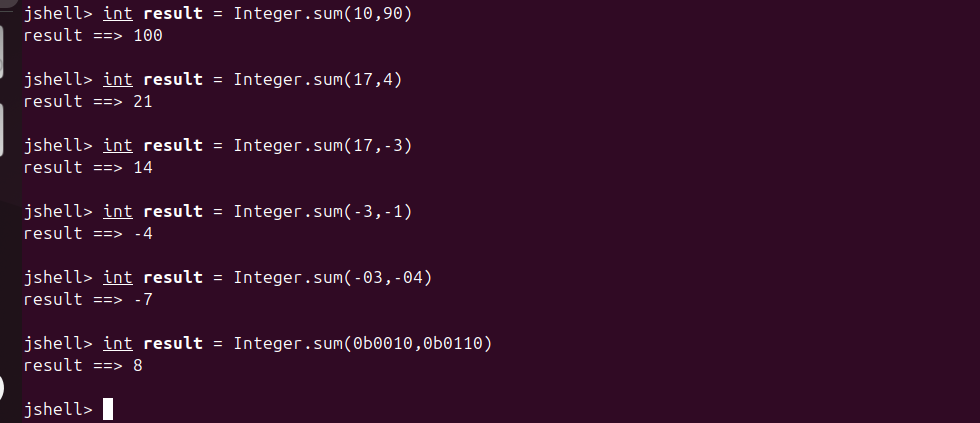 jshell> int result = Integer.sum(10,90)
result ==> 100
jshell> int result = Integer.sum(17,4)
result ==> 21
jshell> int result = Integer.sum(17,-3)
result ==> 14
jshell> int result = Integer.sum(-3,-1)
result ==> -4
jshell> int result = Integer.sum(-03,-04)
result ==> -7
jshell> int result = Integer.sum(0b0010,0b0110)
result ==> 8
jshell>